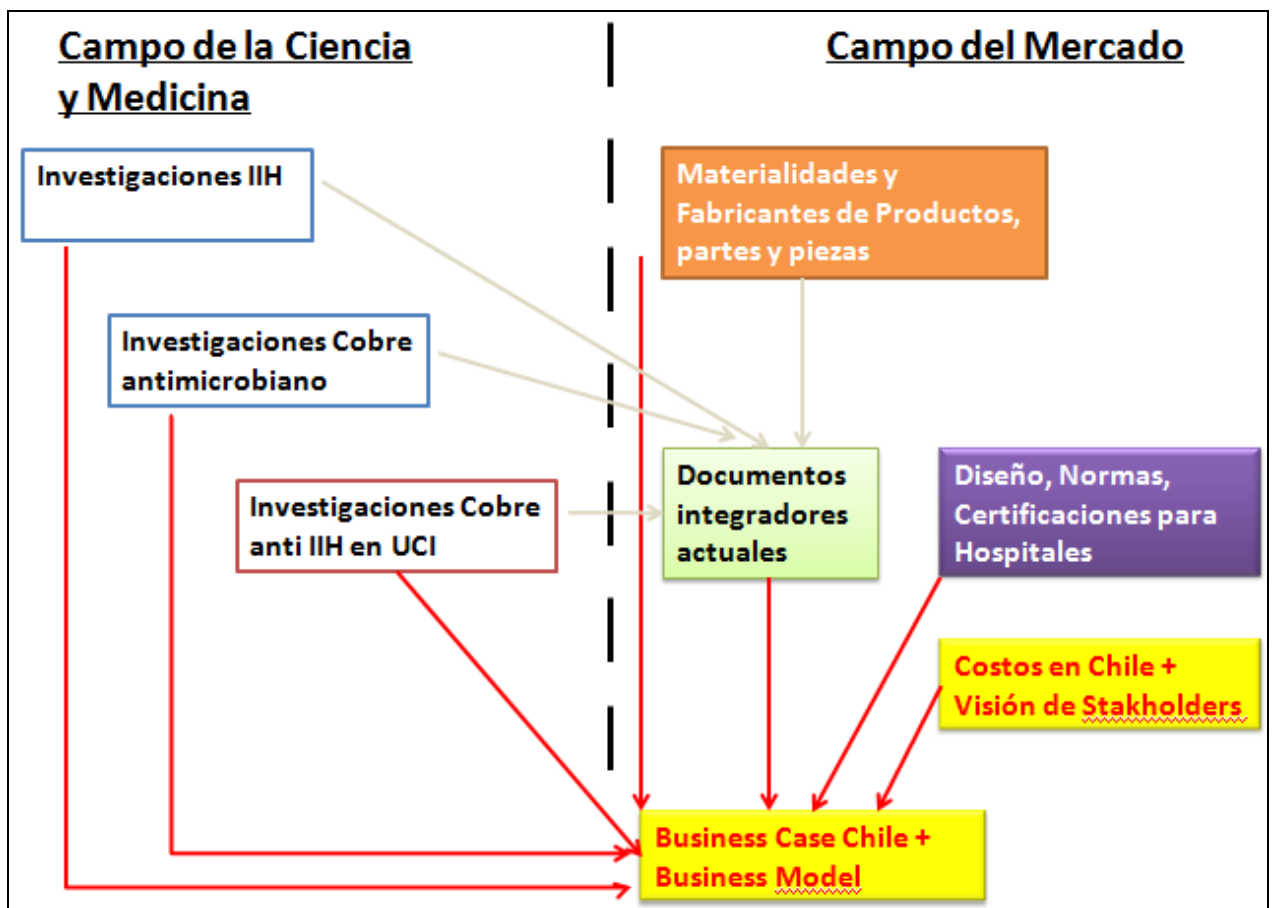 Campo de la Ciencia
y Medicina
Campo del Mercado
Investigaciones IIH
Materialidades y
Fabricantes de Productos,
partes y piezas
Investigaciones Cobre
antimicrobiano
Investigaciones Cobre
anti IIH en UCI
Documentos
integradores
actuales
Diseño, Normas,
Certificaciones para
Hospitales
Costos en Chile +
Visión de Stakholders
Business Case Chile +
Business Model